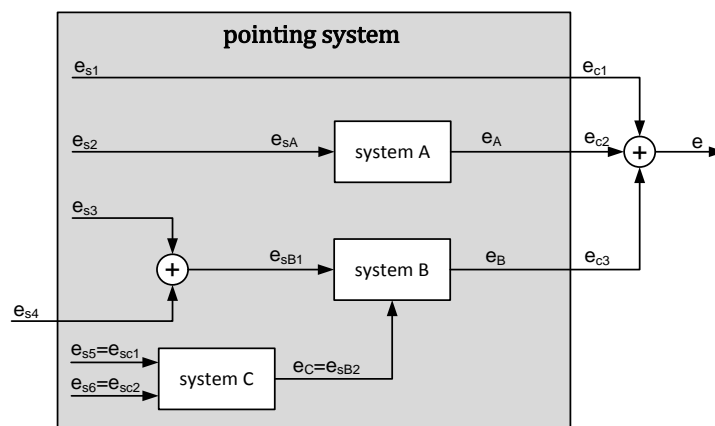 pointing system
e_s1 e_c1
e_s2 e_sA system A e_A e_c2 + e
e_s3
+ e_sB1 system B e_B e_c3
e_s4
e_s5=e_sc1
e_s6=e_sc2 system C e_C=e_sB2